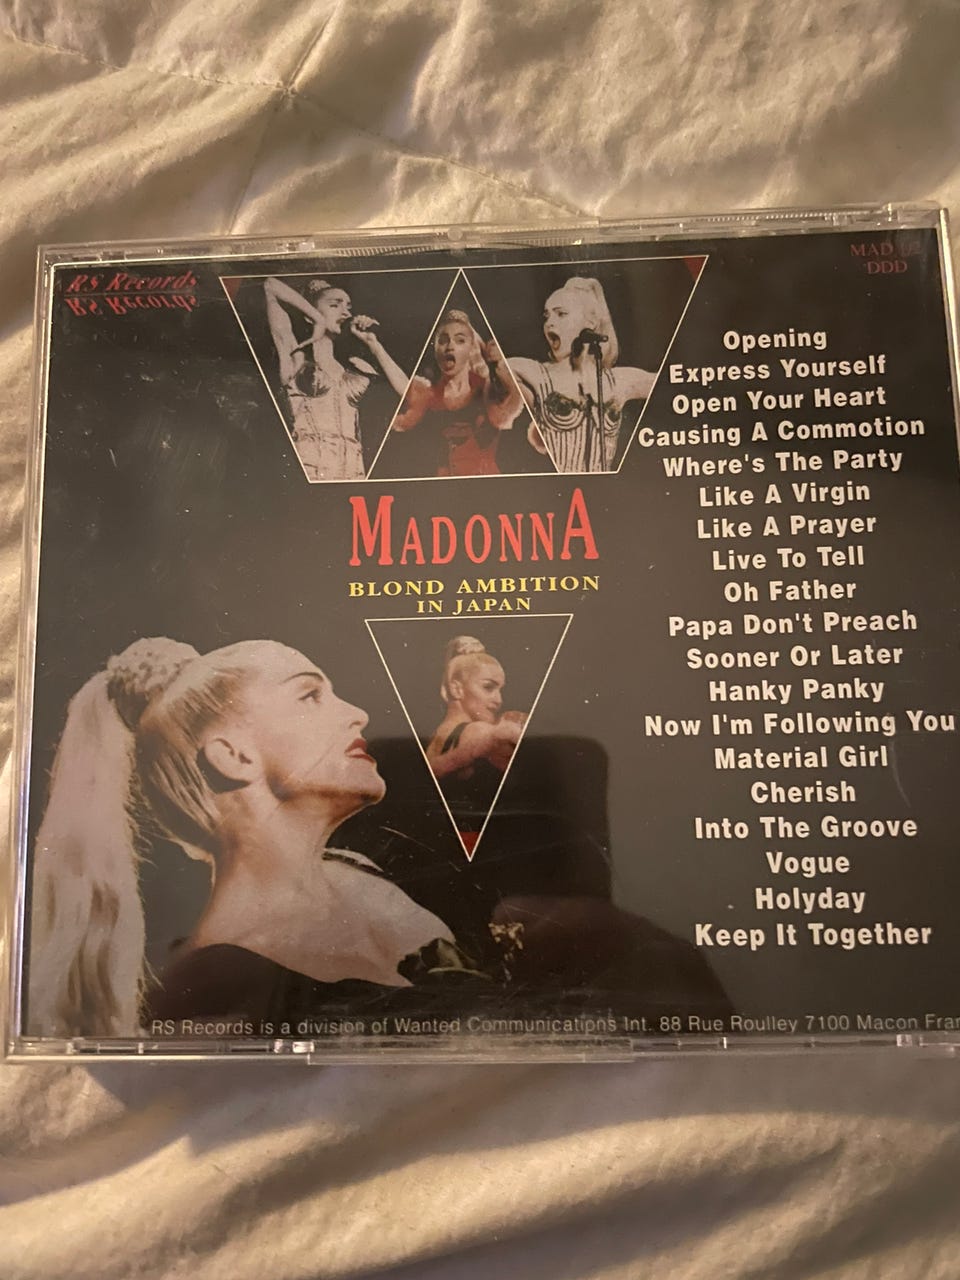 RS Records
MAD
DDD
Opening
Express Yourself
Open Your Heart
Causing A Commotion
Where's The Party
Like A Virgin
Like A Prayer
Live To Tell
Oh Father
Papa Don't Preach
Sooner Or Later
Hanky Panky
Now I'm Following You
Material Girl
Cherish
Into The Groove
Vogue
Holyday
Keep It Together
MADONNA
BLOND AMBITION
IN JAPAN
RS Records is a division of Wanted Communications Int. 88 Rue Roulley 7100 Macon Fran